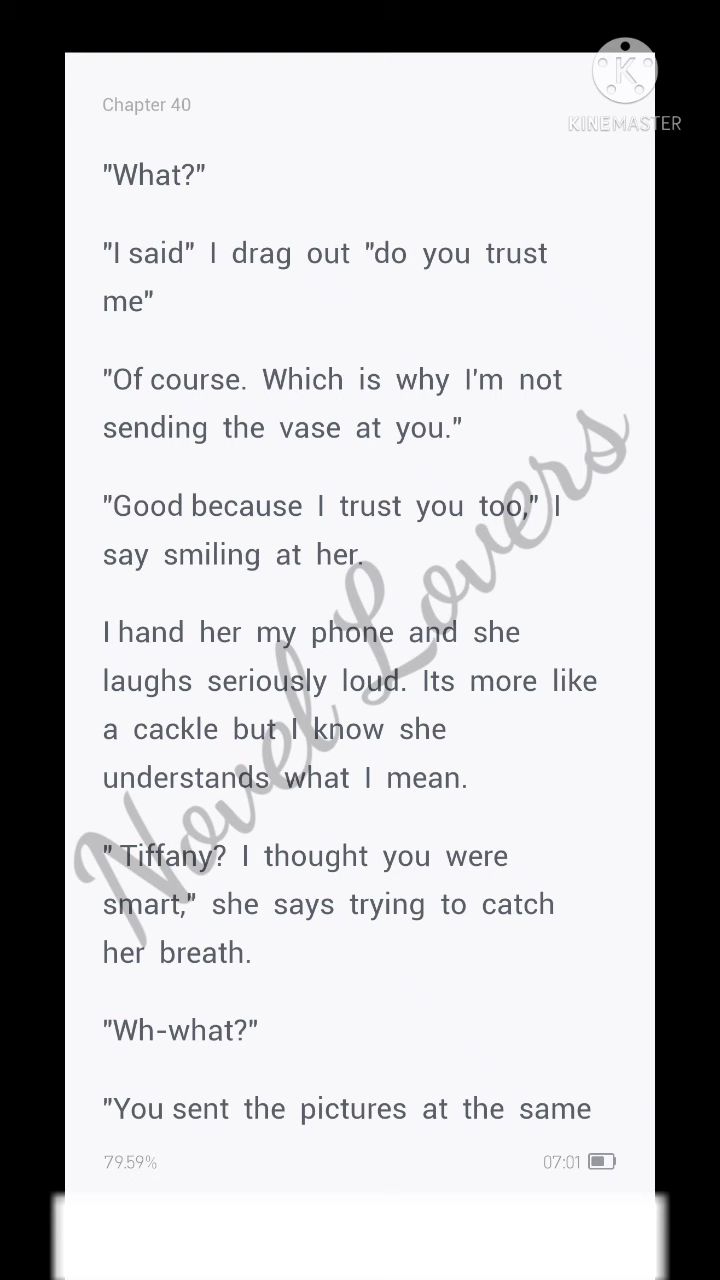 Chapter 40
KINEMASTER
"What?"
"I said" I drag out "do you trust
me"
"Of course. Which is why I'm not
sending the vase at you."
"Good because I trust you too," I
say smiling at her.
I hand her my phone and she
laughs seriously loud. Its more like
a cackle but I know she
understands what I mean.
" Tiffany? I thought you were
smart," she says trying to catch
her breath.
"Wh-what?"
"You sent the pictures at the same
79.59%
07:01
Novel Lovers